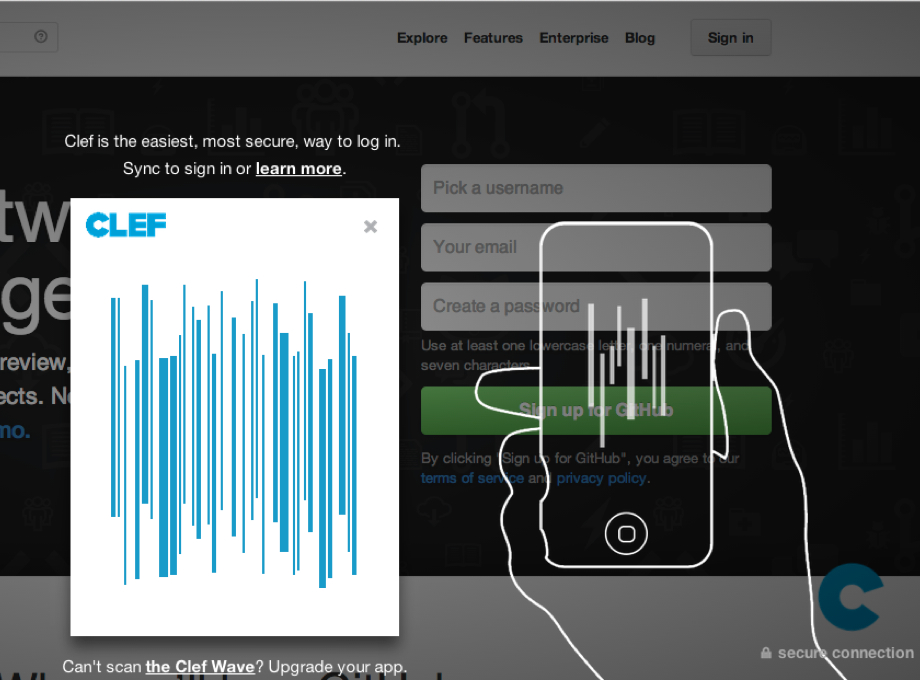 Explore Features Enterprise Blog Sign in
Clef is the easiest, most secure, way to log in.
Sync to sign in or learn more.
CLEF
Pick a username
Your email
Create a password
Use at least one lowercase letter, one numeral, and
seven characters.
Sign up for GitHub
By clicking "Sign up for GitHub", you agree to our
terms of service and privacy policy.
tw
ge
review,
ects. N
mo.
secure connection
Can't scan the Clef Wave? Upgrade your app.